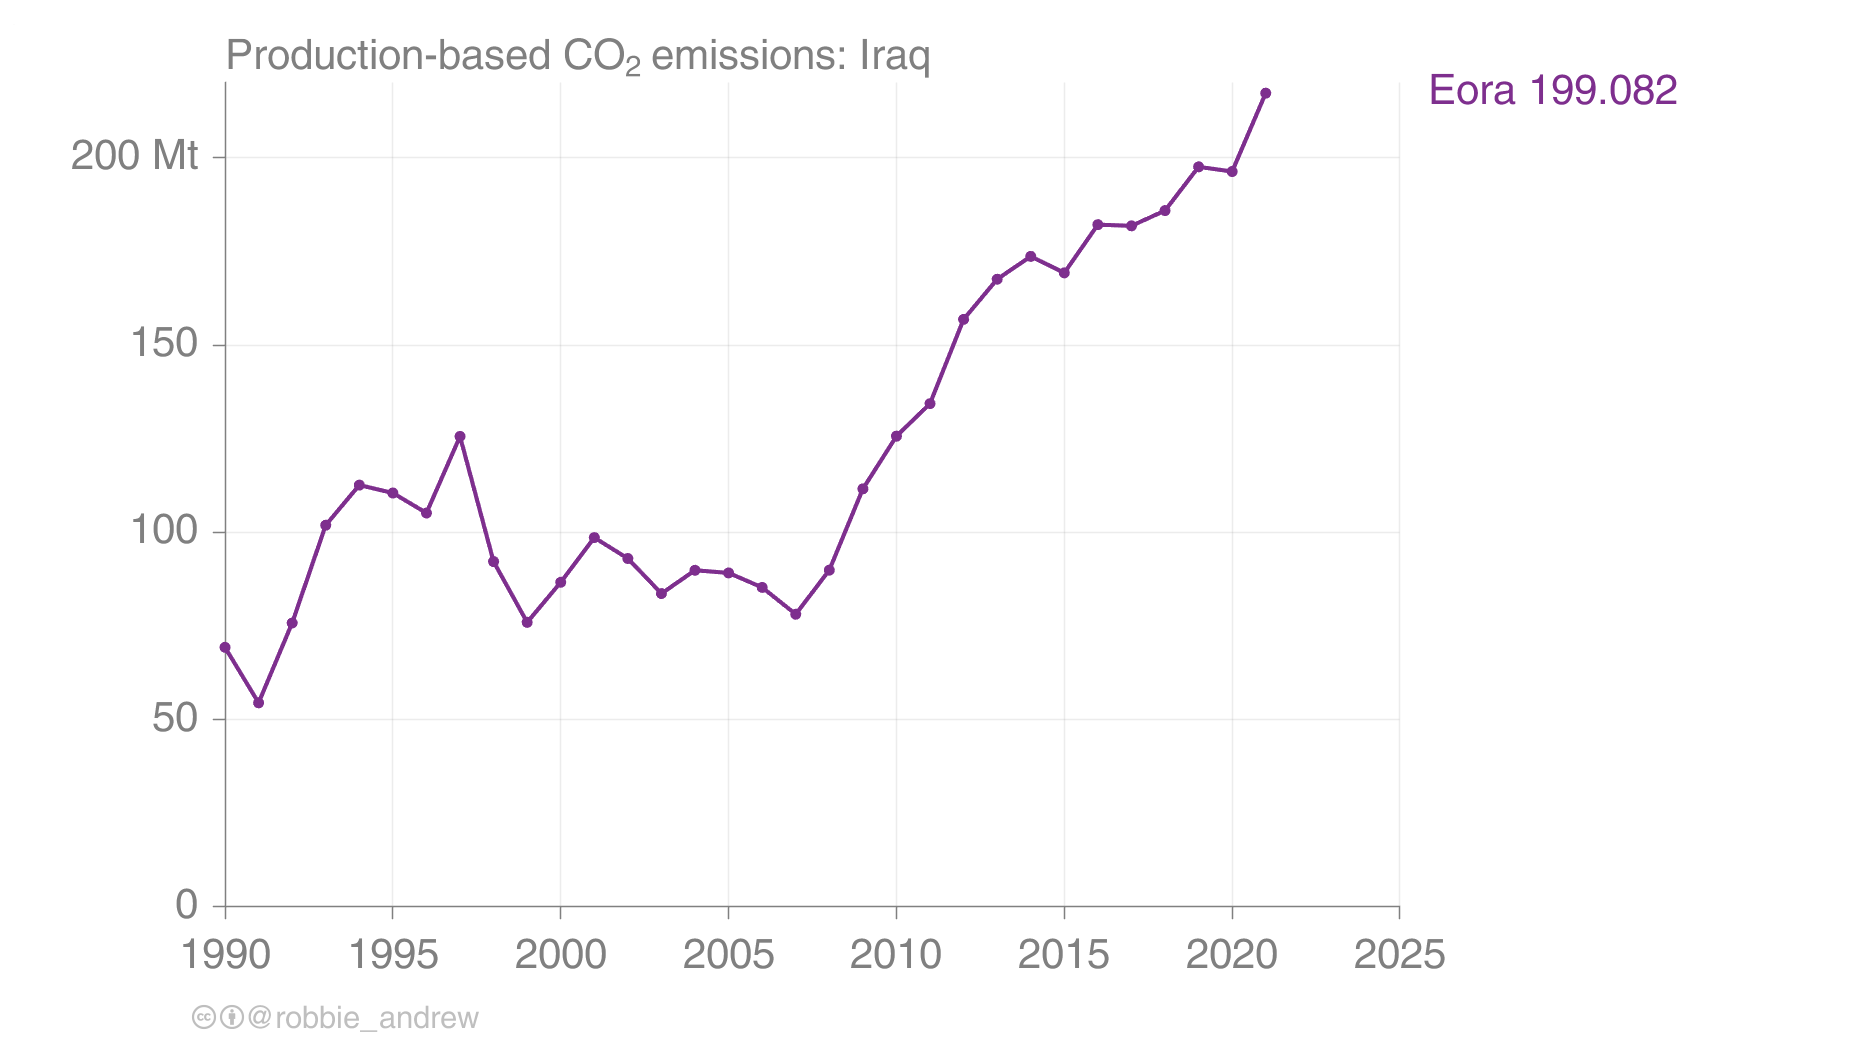 Production-based CO₂ emissions: Iraq
Eora 199.082
200 Mt
150
100
50
0
1990 1995 2000 2005 2010 2015 2020 2025
@robbie_andrew